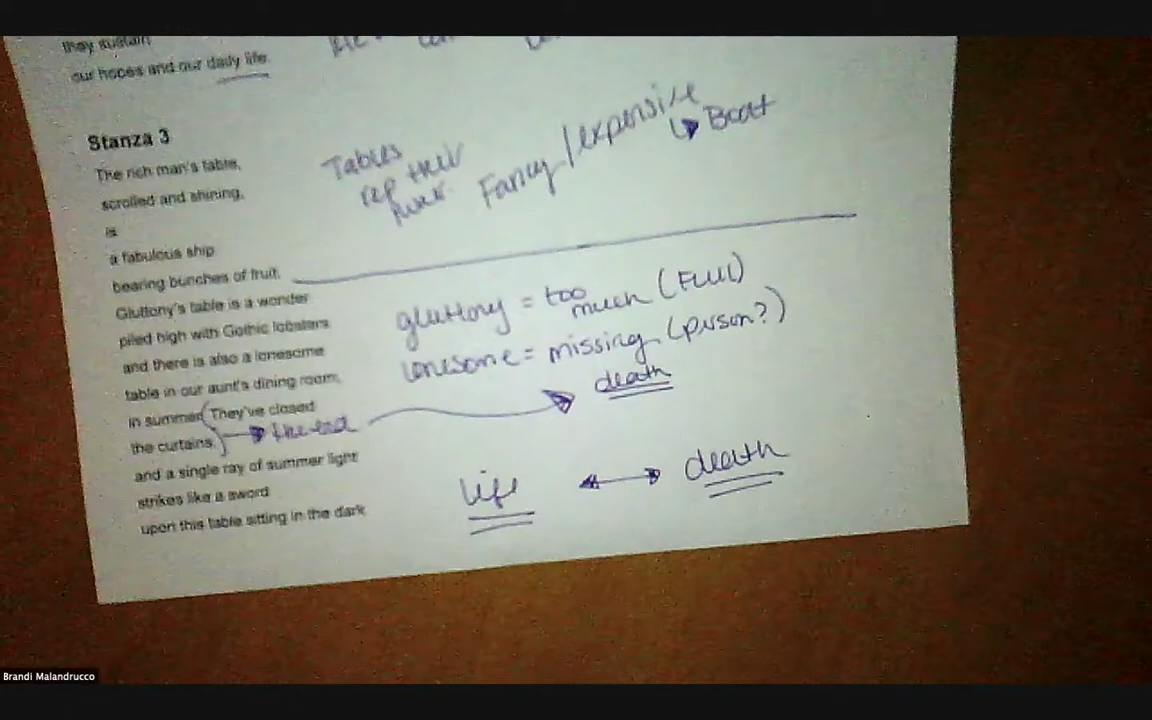 they sustain
our hopes and our daily life.
Stanza 3
The rich man's table,
scrolled and shining,
is
a fabulous ship
bearing bunches of fruit.
Gluttony's table is a wonder
piled high with Gothic lobsters
and there is also a lonesome
table in our aunt's dining room,
in summer. They've closed
the curtains,
and a single ray of summer light
strikes like a sword
upon this table sitting in the dark
Tables
rep their
Fancy/expensive
Boat
gluttony = too much (Full)
lonesome = missing (person?)
the end
death
life
death
Brandi Malandrucco